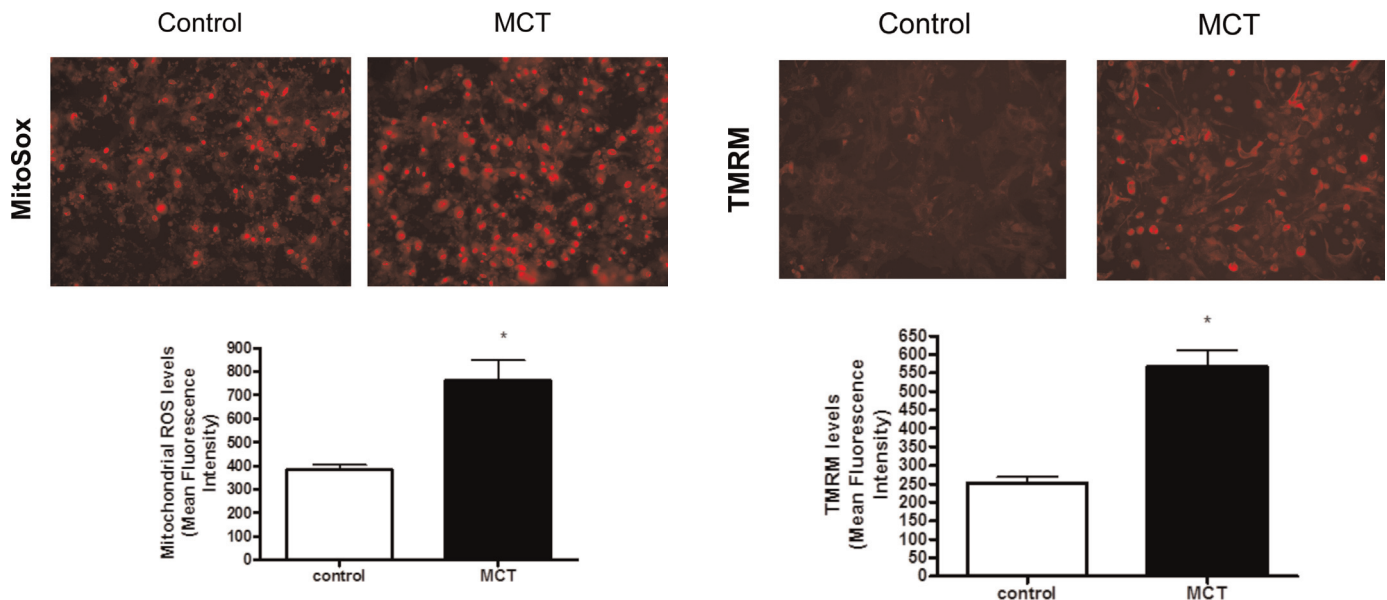 Control
MCT
MitoSox
Mitochondrial ROS levels
(Mean Fluorescence
Intensity)
900
800
700
600
500
400
300
200
100
0
*
control
MCT
Control
MCT
TMRM
TMRM levels
(Mean Fluorescence
Intensity)
650
600
550
500
450
400
350
300
250
200
150
100
50
0
*
control
MCT